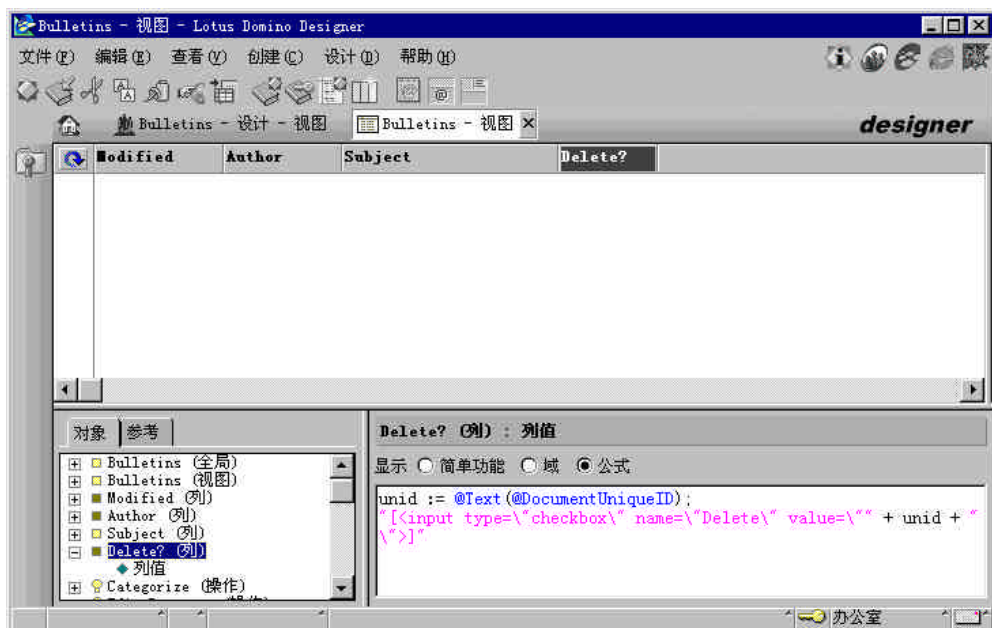 Bulletins - 视图 - Lotus Domino Designer
文件(F) 编辑(E) 查看(V) 创建(C) 设计(D) 帮助(H)
Bulletins - 设计 - 视图 Bulletins - 视图 designer
Modified Author Subject Delete?
对象 参考
Bulletins (全局)
Bulletins (视图)
Modified (列)
Author (列)
Subject (列)
Delete? (列)
列值
Categorize (操作)
Delete? (列) : 列值
显示 简单功能 域 公式
unid := @Text(@DocumentUniqueID);
"[<input type=\"checkbox\" name=\"Delete\" value=\"" + unid + "
\">]"
办公室